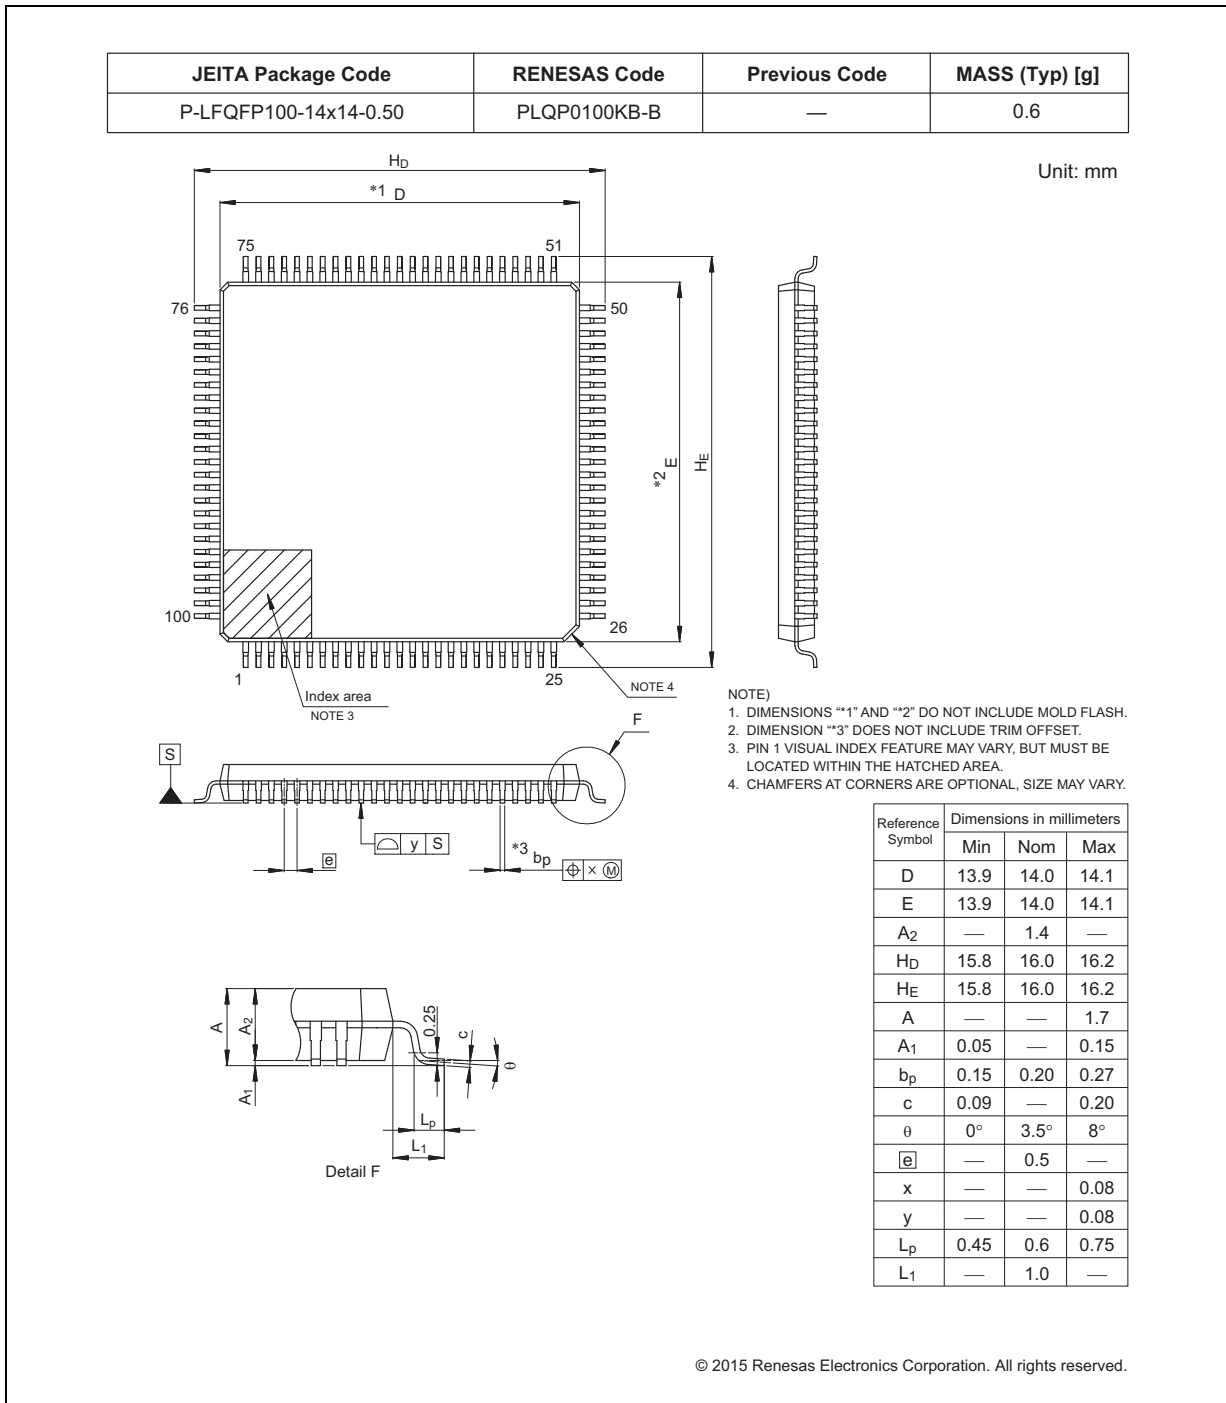 JEITA Package Code RENESAS Code Previous Code MASS (Typ) [g]
P-LFQFP100-14x14-0.50 PLQP0100KB-B — 0.6
Unit: mm
HD
*1 D
75 51
76 50
*2 E
HE
100 26
1 25
Index area
NOTE 3
NOTE 4
F
S
y S
e
*3 bp
x M
NOTE)
1. DIMENSIONS “*1” AND “*2” DO NOT INCLUDE MOLD FLASH.
2. DIMENSION “*3” DOES NOT INCLUDE TRIM OFFSET.
3. PIN 1 VISUAL INDEX FEATURE MAY VARY, BUT MUST BE
LOCATED WITHIN THE HATCHED AREA.
4. CHAMFERS AT CORNERS ARE OPTIONAL, SIZE MAY VARY.
A A2 0.25 c
A1 θ
Lp
L1
Detail F
Reference Symbol Dimensions in millimeters
Min Nom Max
D 13.9 14.0 14.1
E 13.9 14.0 14.1
A2 — 1.4 —
HD 15.8 16.0 16.2
HE 15.8 16.0 16.2
A — — 1.7
A1 0.05 — 0.15
bp 0.15 0.20 0.27
c 0.09 — 0.20
θ 0° 3.5° 8°
e — 0.5 —
x — — 0.08
y — — 0.08
Lp 0.45 0.6 0.75
L1 — 1.0 —
© 2015 Renesas Electronics Corporation. All rights reserved.